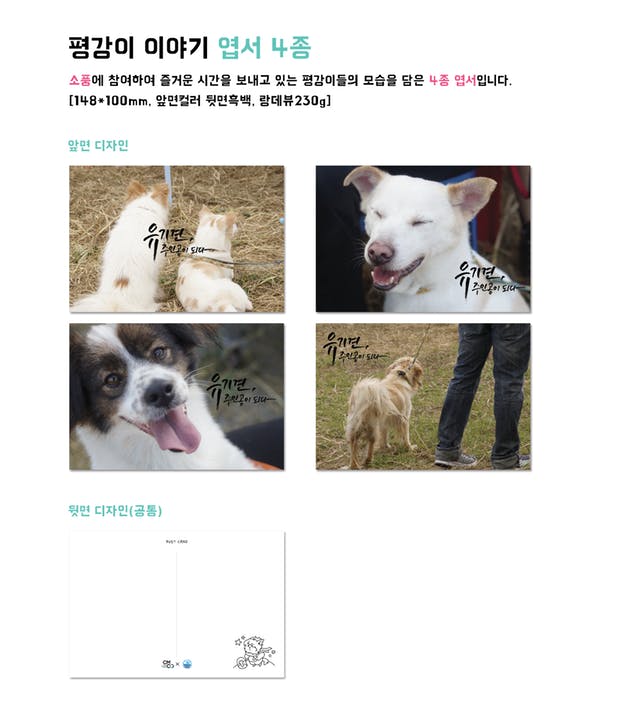 평강이 이야기 엽서 4종
소풍에 참여하여 즐거운 시간을 보내고 있는 평강이들의 모습을 담은 4종 엽서입니다.
[148*100mm, 앞면컬러 뒷면흑백, 랑데뷰230g]
앞면 디자인
유기견,
주인공이 되다
유기견,
주인공이 되다
유기견,
주인공이 되다
유기견,
주인공이 되다
뒷면 디자인(공통)
POST CARD